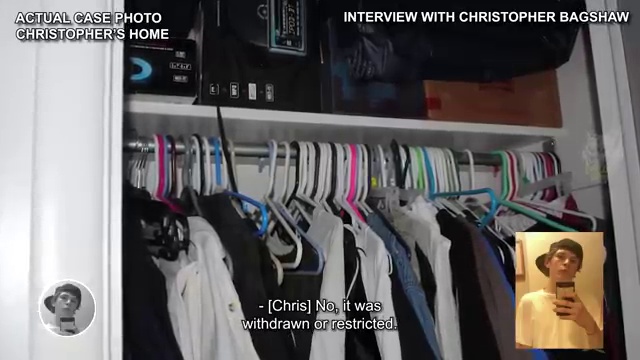 ACTUAL CASE PHOTO
CHRISTOPHER'S HOME
INTERVIEW WITH CHRISTOPHER BAGSHAW
- [Chris] No, it was
withdrawn or restricted.